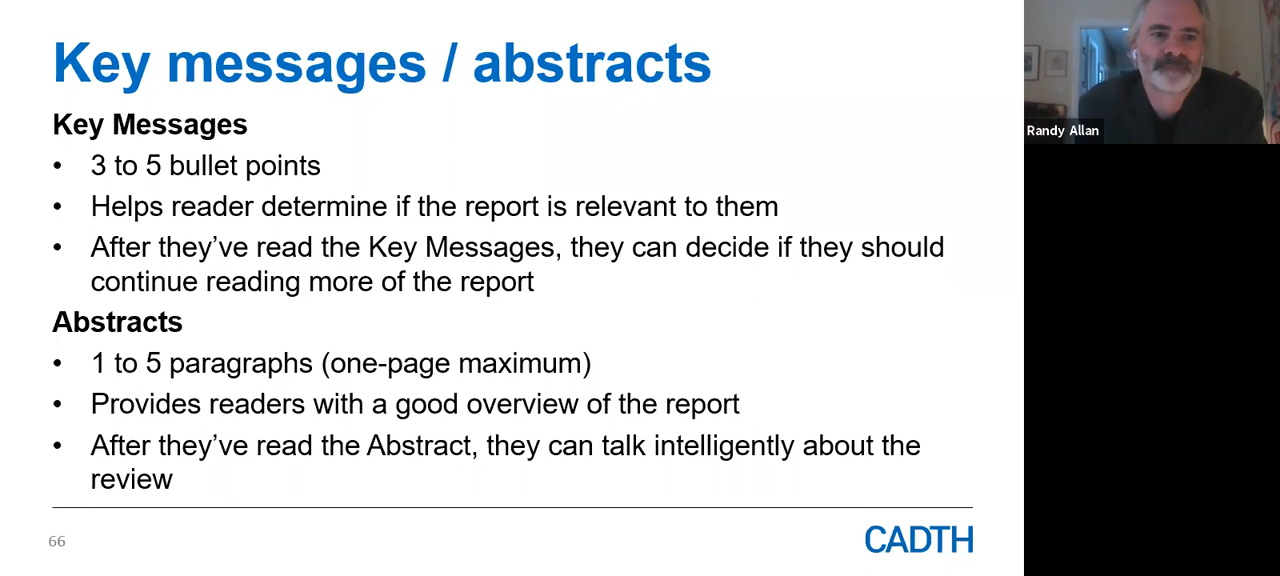 Key messages / abstracts
Key Messages
• 3 to 5 bullet points
• Helps reader determine if the report is relevant to them
• After they’ve read the Key Messages, they can decide if they should
continue reading more of the report
Abstracts
• 1 to 5 paragraphs (one-page maximum)
• Provides readers with a good overview of the report
• After they’ve read the Abstract, they can talk intelligently about the
review
66
CADTH
Randy Allan